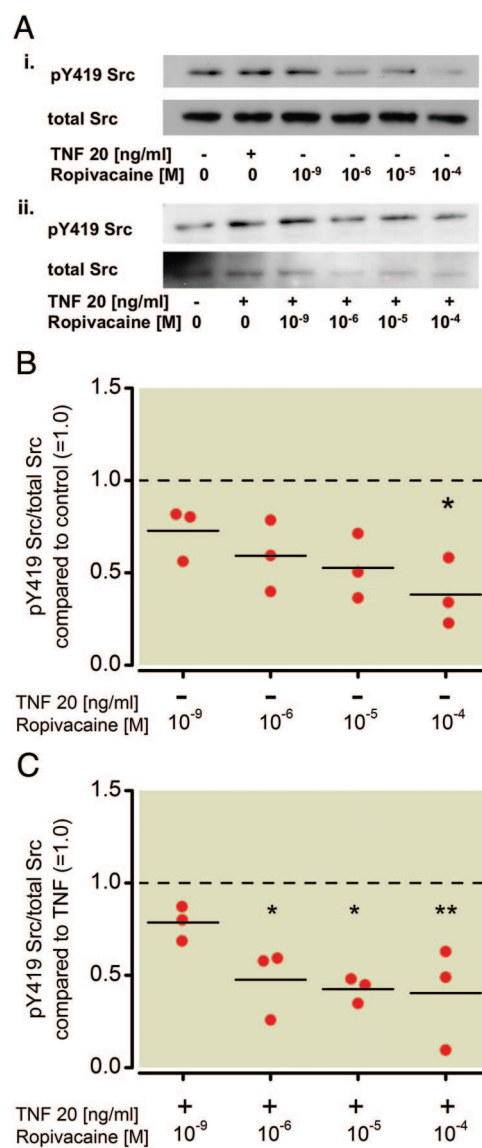 A
i.
pY419 Src
total Src
TNF 20 [ng/ml] - + - - - -
Ropivacaine [M] 0 0 10⁻⁹ 10⁻⁶ 10⁻⁵ 10⁻⁴
ii.
pY419 Src
total Src
TNF 20 [ng/ml] - + + + + +
Ropivacaine [M] 0 0 10⁻⁹ 10⁻⁶ 10⁻⁵ 10⁻⁴
B
pY419 Src/total Src
compared to control (=1.0)
1.5
1.0
*
0.5
0.0
TNF 20 [ng/ml] - - - -
Ropivacaine [M] 10⁻⁹ 10⁻⁶ 10⁻⁵ 10⁻⁴
C
pY419 Src/total Src
compared to TNF (=1.0)
1.5
1.0
* * **
0.5
0.0
TNF 20 [ng/ml] + + + +
Ropivacaine [M] 10⁻⁹ 10⁻⁶ 10⁻⁵ 10⁻⁴